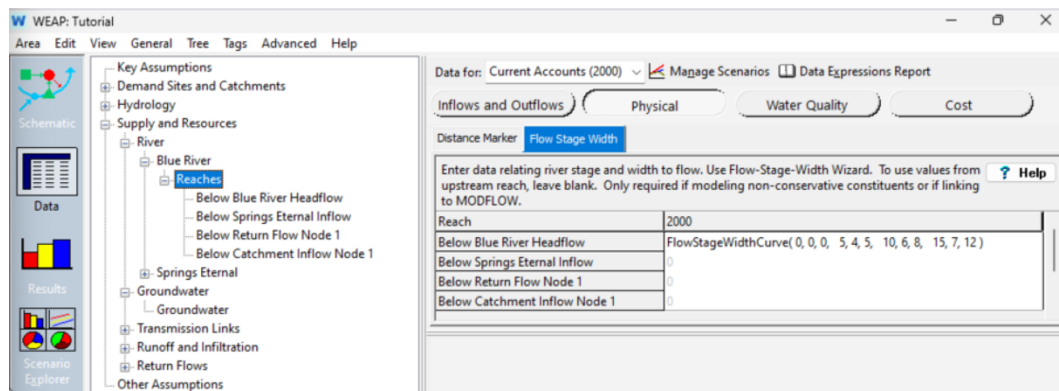 W WEAP: Tutorial
Area Edit View General Tree Tags Advanced Help
Schematic
Data
Results
Scenario
Explorer
Key Assumptions
Demand Sites and Catchments
Hydrology
Supply and Resources
River
Blue River
Reaches
Below Blue River Headflow
Below Springs Eternal Inflow
Below Return Flow Node 1
Below Catchment Inflow Node 1
Springs Eternal
Groundwater
Groundwater
Transmission Links
Runoff and Infiltration
Return Flows
Other Assumptions
Data for: Current Accounts (2000) Manage Scenarios Data Expressions Report
Inflows and Outflows Physical Water Quality Cost
Distance Marker Flow Stage Width
Enter data relating river stage and width to flow. Use Flow-Stage-Width Wizard. To use values from
upstream reach, leave blank. Only required if modeling non-conservative constituents or if linking
to MODFLOW.
? Help
Reach 2000
Below Blue River Headflow FlowStageWidthCurve( 0, 0, 0, 5, 4, 5, 10, 6, 8, 15, 7, 12 )
Below Springs Eternal Inflow 0
Below Return Flow Node 1 0
Below Catchment Inflow Node 1 0